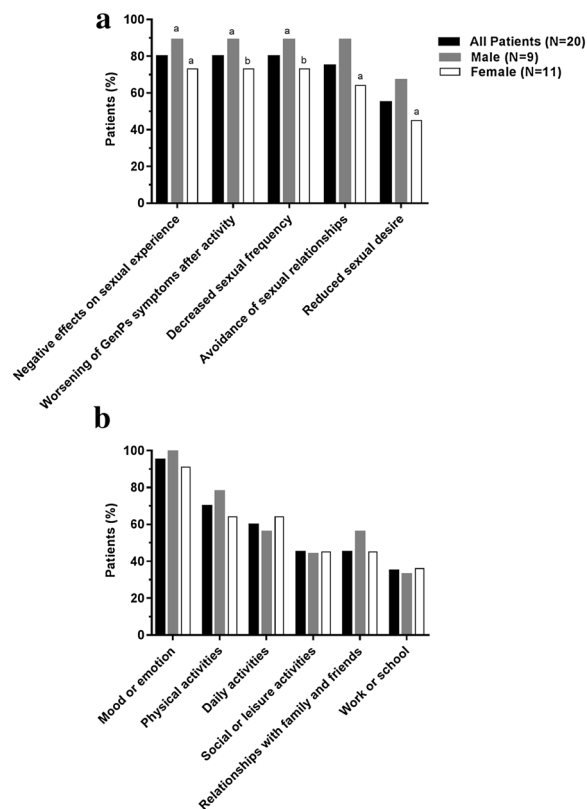 a
100
80
60
40
20
0
Patients (%)
a
a
a
b
a
b
a
a
All Patients (N=20)
Male (N=9)
Female (N=11)
Negative effects on sexual experience
Worsening of GenPs symptoms after activity
Decreased sexual frequency
Avoidance of sexual relationships
Reduced sexual desire
b
100
80
60
40
20
0
Patients (%)
Mood or emotion
Physical activities
Daily activities
Social or leisure activities
Relationships with family and friends
Work or school